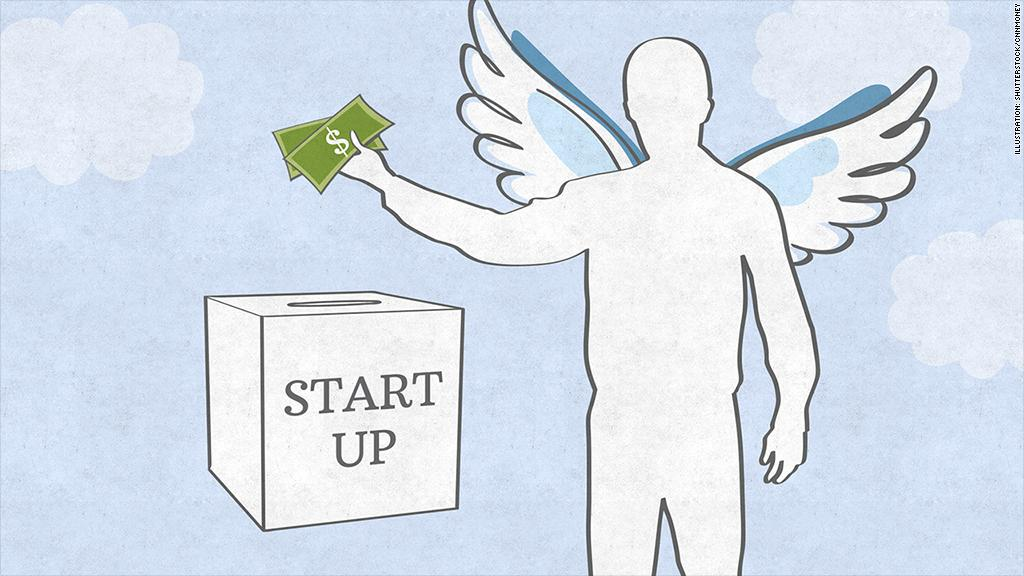 $
START
UP
ILLUSTRATION: SHUTTERSTOCK/CNNMONEY